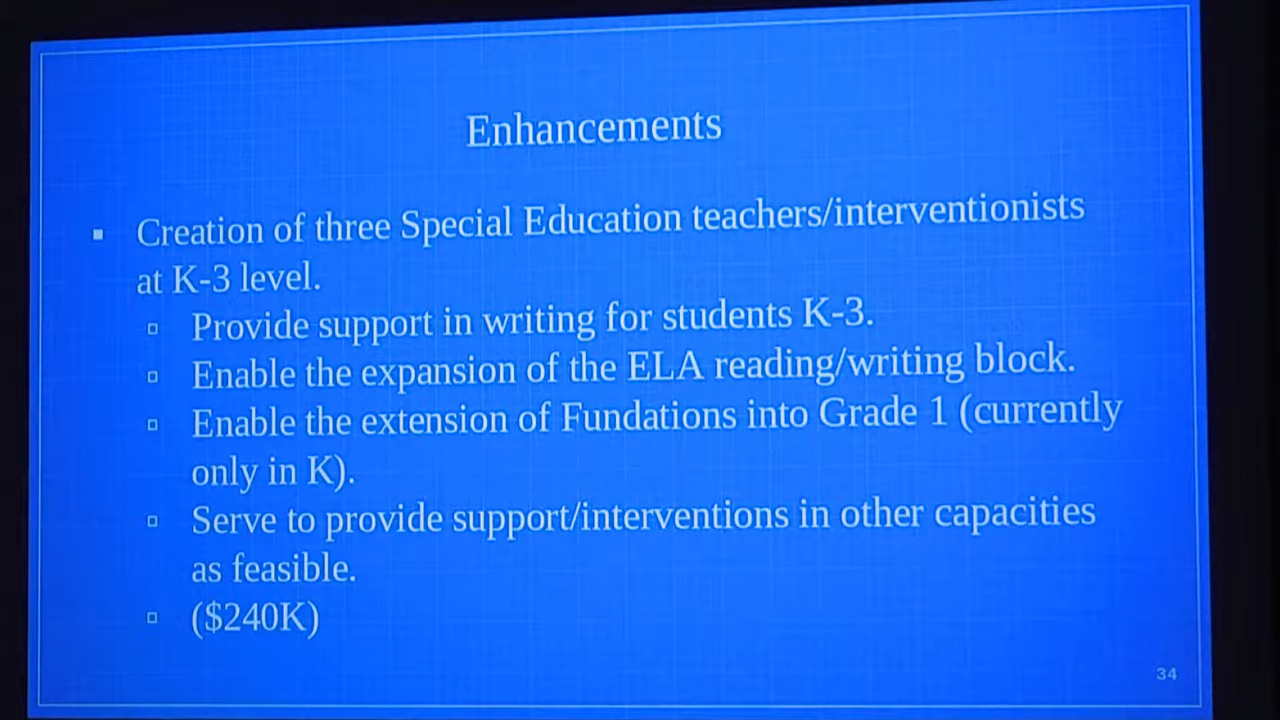 Enhancements
▪ Creation of three Special Education teachers/interventionists
at K-3 level.
▫ Provide support in writing for students K-3.
▫ Enable the expansion of the ELA reading/writing block.
▫ Enable the extension of Fundations into Grade 1 (currently
only in K).
▫ Serve to provide support/interventions in other capacities
as feasible.
▫ ($240K)
34